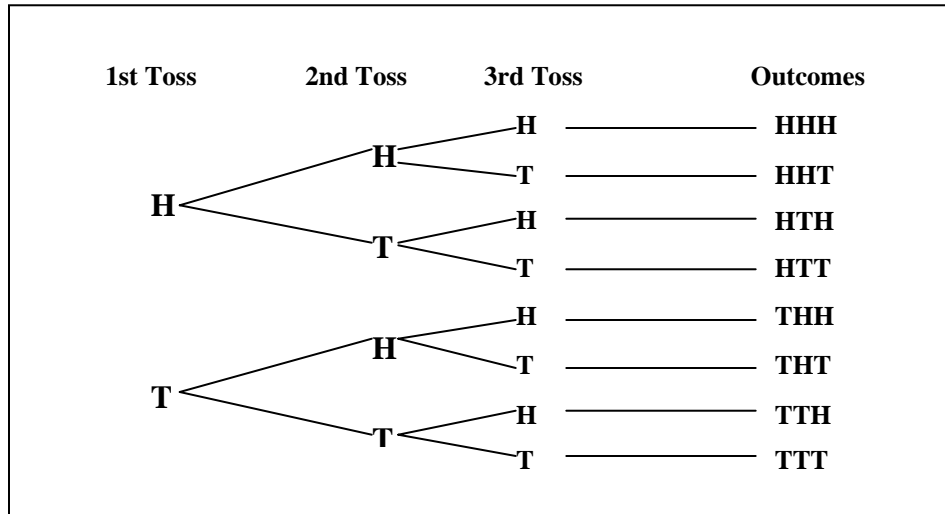 1st Toss 2nd Toss 3rd Toss Outcomes
H HHH
H
T HHT
H
H HTH
T
T HTT
H THH
H
T THT
T
H TTH
T
T TTT